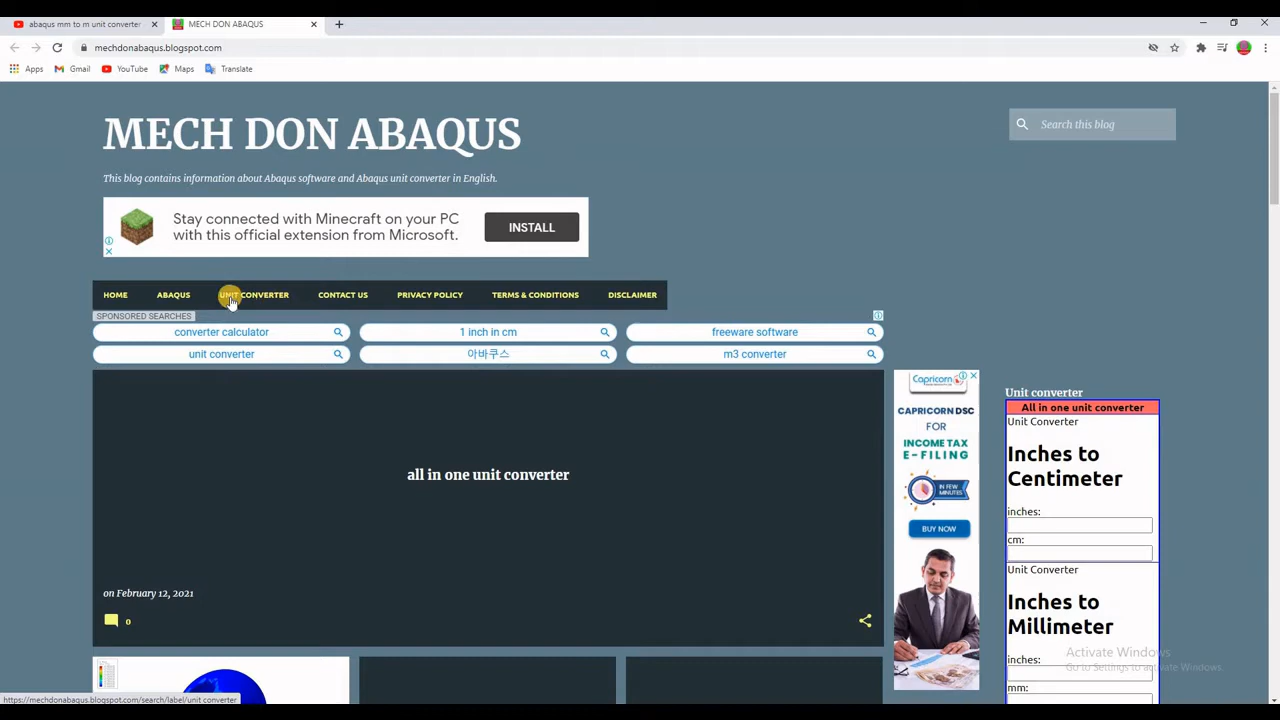 abaqus mm to m unit converter
MECH DON ABAQUS
mechdonabaqus.blogspot.com
Apps
Gmail
YouTube
Maps
Translate
MECH DON ABAQUS
Search this blog
This blog contains information about Abaqus software and Abaqus unit converter in English.
Stay connected with Minecraft on your PC
with this official extension from Microsoft.
INSTALL
HOME
ABAQUS
UNIT CONVERTER
CONTACT US
PRIVACY POLICY
TERMS & CONDITIONS
DISCLAIMER
SPONSORED SEARCHES
converter calculator
1 inch in cm
freeware software
unit converter
아바쿠스
m3 converter
all in one unit converter
on February 12, 2021
0
Capricorn
CAPRICORN DSC
FOR
INCOME TAX
E-FILING
IN FEW
MINUTES
BUY NOW
Unit converter
All in one unit converter
Unit Converter
Inches to
Centimeter
inches:
cm:
Unit Converter
Inches to
Millimeter
inches:
mm:
Activate Windows
Go to Settings to activate Windows.
https://mechdonabaqus.blogspot.com/search/label/unit converter